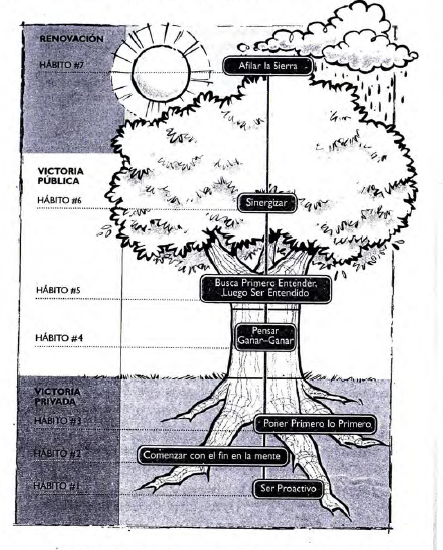 RENOVACIÓN
HÁBITO #7
Afilar la Sierra
VICTORIA
PÚBLICA
HÁBITO #6
Sinergizar
HÁBITO #5
Busca Primero Entender,
Luego Ser Entendido
HÁBITO #4
Pensar
Ganar-Ganar
VICTORIA
PRIVADA
HÁBITO #3
Poner Primero lo Primero
HÁBITO #2
Comenzar con el fin en la mente
HÁBITO #1
Ser Proactivo